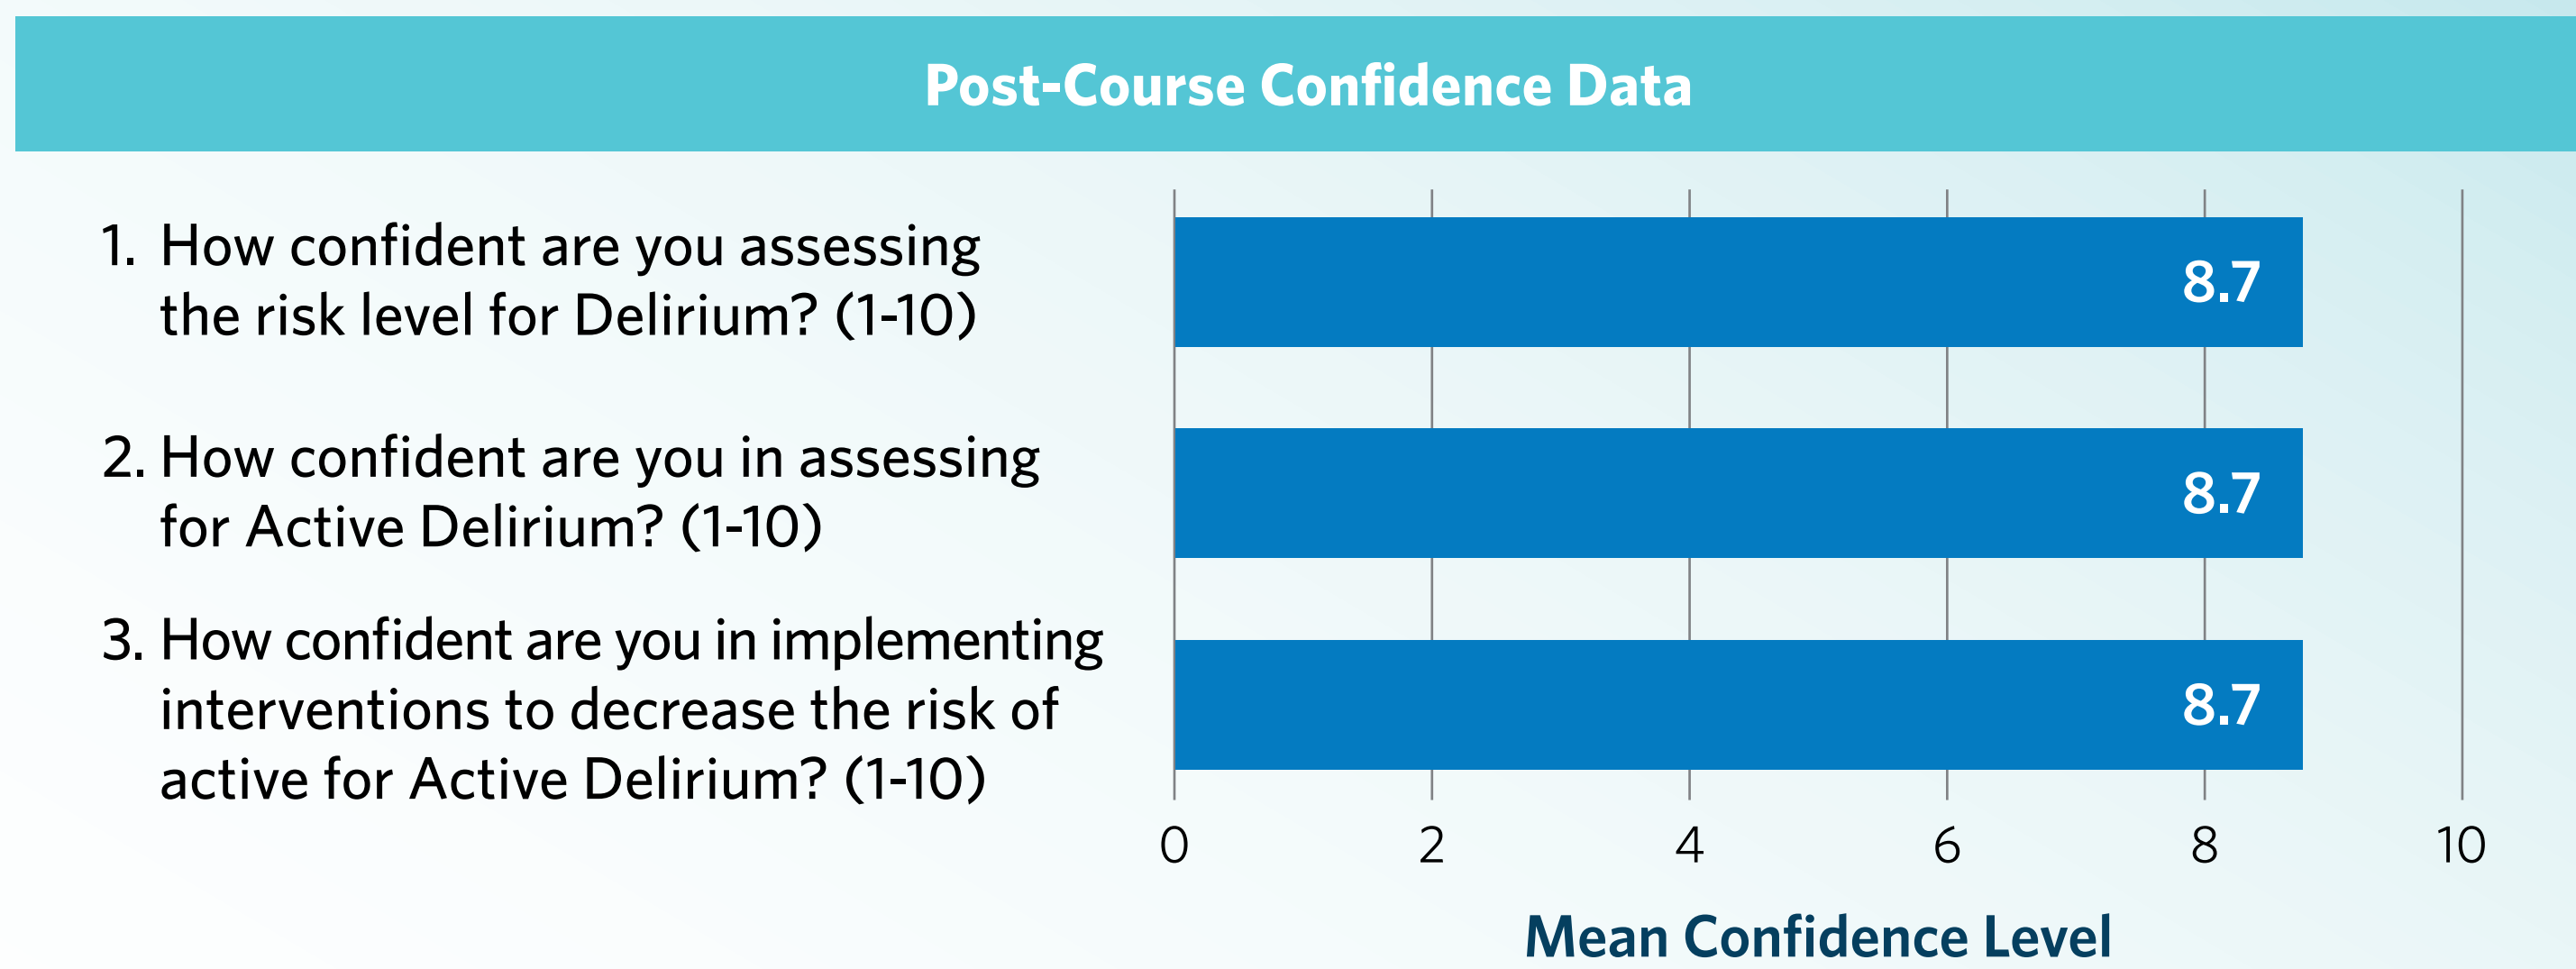 Post-Course Confidence Data
1. How confident are you assessing
the risk level for Delirium? (1-10)
8.7
2. How confident are you in assessing
for Active Delirium? (1-10)
8.7
3. How confident are you in implementing
interventions to decrease the risk of
active for Active Delirium? (1-10)
8.7
0 2 4 6 8 10
Mean Confidence Level